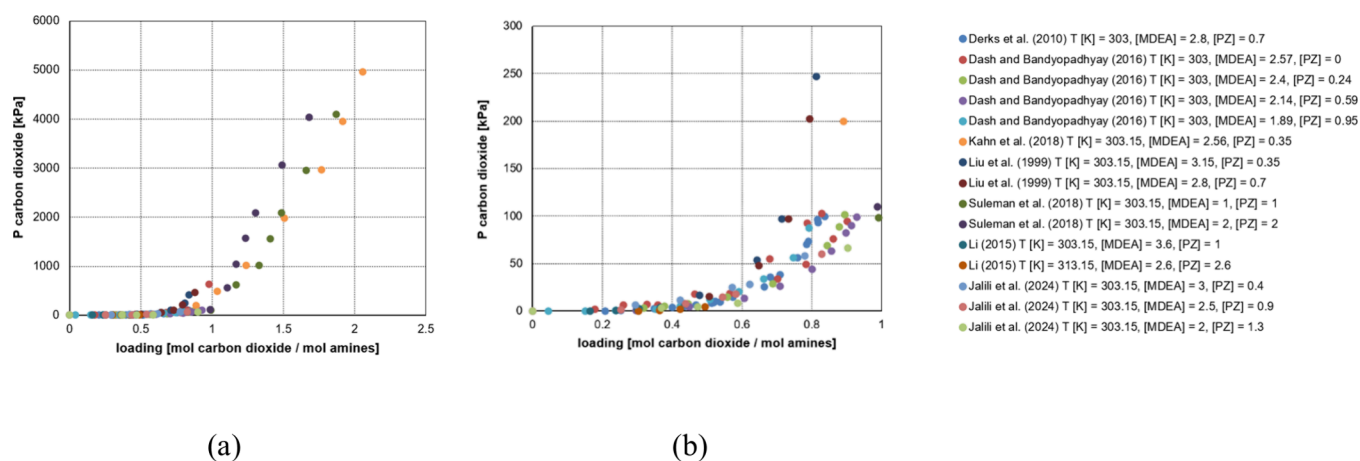 6000
5000
4000
3000
2000
1000
0
0
0.5
1
1.5
2
2.5
P carbon dioxide [kPa]
loading [mol carbon dioxide / mol amines]
(a)
300
250
200
150
100
50
0
0
0.2
0.4
0.6
0.8
1
P carbon dioxide [kPa]
loading [mol carbon dioxide / mol amines]
(b)
Derks et al. (2010) T [K] = 303, [MDEA] = 2.8, [PZ] = 0.7
Dash and Bandyopadhyay (2016) T [K] = 303, [MDEA] = 2.57, [PZ] = 0
Dash and Bandyopadhyay (2016) T [K] = 303, [MDEA] = 2.4, [PZ] = 0.24
Dash and Bandyopadhyay (2016) T [K] = 303, [MDEA] = 2.14, [PZ] = 0.59
Dash and Bandyopadhyay (2016) T [K] = 303, [MDEA] = 1.89, [PZ] = 0.95
Kahn et al. (2018) T [K] = 303.15, [MDEA] = 2.56, [PZ] = 0.35
Liu et al. (1999) T [K] = 303.15, [MDEA] = 3.15, [PZ] = 0.35
Liu et al. (1999) T [K] = 303.15, [MDEA] = 2.8, [PZ] = 0.7
Suleman et al. (2018) T [K] = 303.15, [MDEA] = 1, [PZ] = 1
Suleman et al. (2018) T [K] = 303.15, [MDEA] = 2, [PZ] = 2
Li (2015) T [K] = 303.15, [MDEA] = 3.6, [PZ] = 1
Li (2015) T [K] = 313.15, [MDEA] = 2.6, [PZ] = 2.6
Jalili et al. (2024) T [K] = 303.15, [MDEA] = 3, [PZ] = 0.4
Jalili et al. (2024) T [K] = 303.15, [MDEA] = 2.5, [PZ] = 0.9
Jalili et al. (2024) T [K] = 303.15, [MDEA] = 2, [PZ] = 1.3